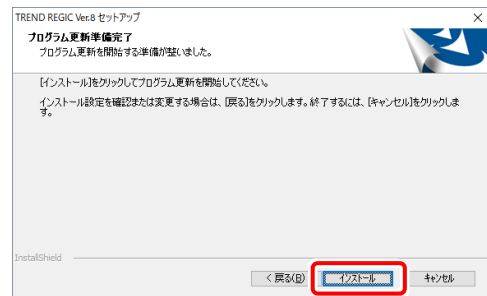 TREND REGIC Ver.8 セットアップ
プログラム更新準備完了
プログラム更新を開始する準備が整いました。
[インストール]をクリックしてプログラム更新を開始してください。
インストール設定を確認または変更する場合は、[戻る]をクリックします。終了するには、[キャンセル]をクリックしま
す。
InstallShield
< 戻る(B)
インストール
キャンセル